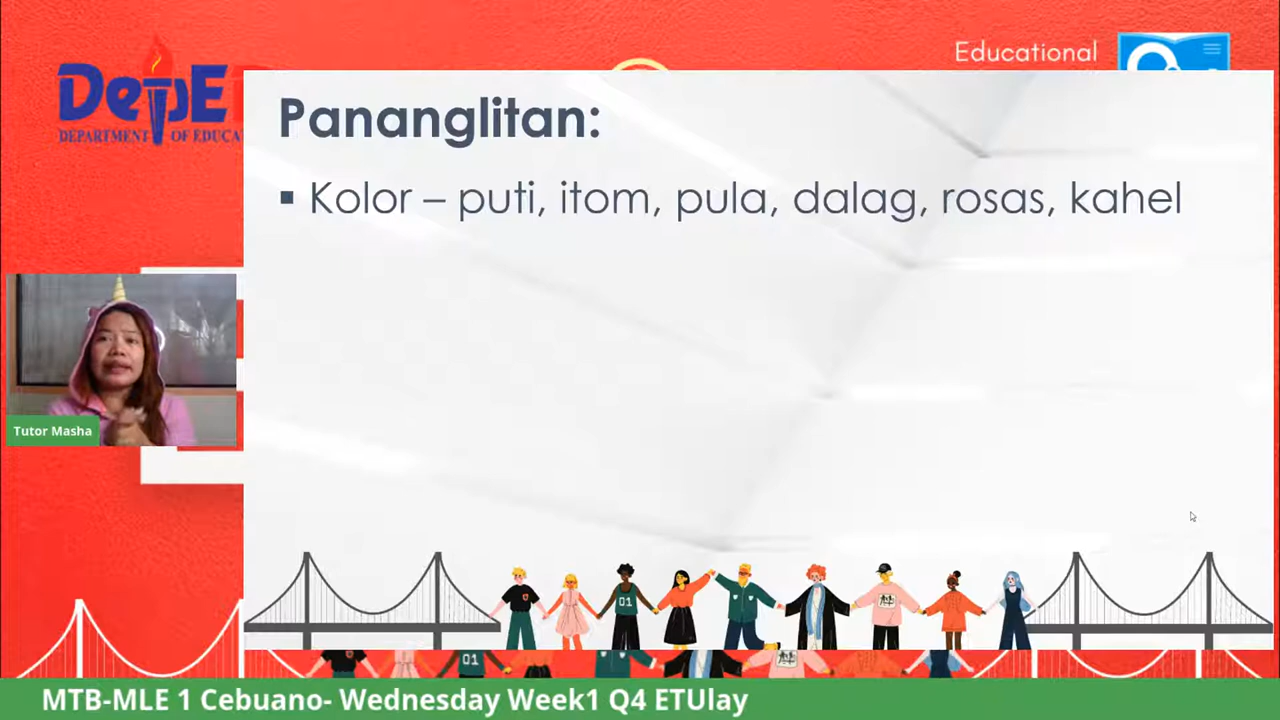 Educational
DepE
DEPARTMENT OF EDUCA
Pananglitan:
▪ Kolor – puti, itom, pula, dalag, rosas, kahel
Tutor Masha
01
01
MTB-MLE 1 Cebuano- Wednesday Week1 Q4 ETUlay